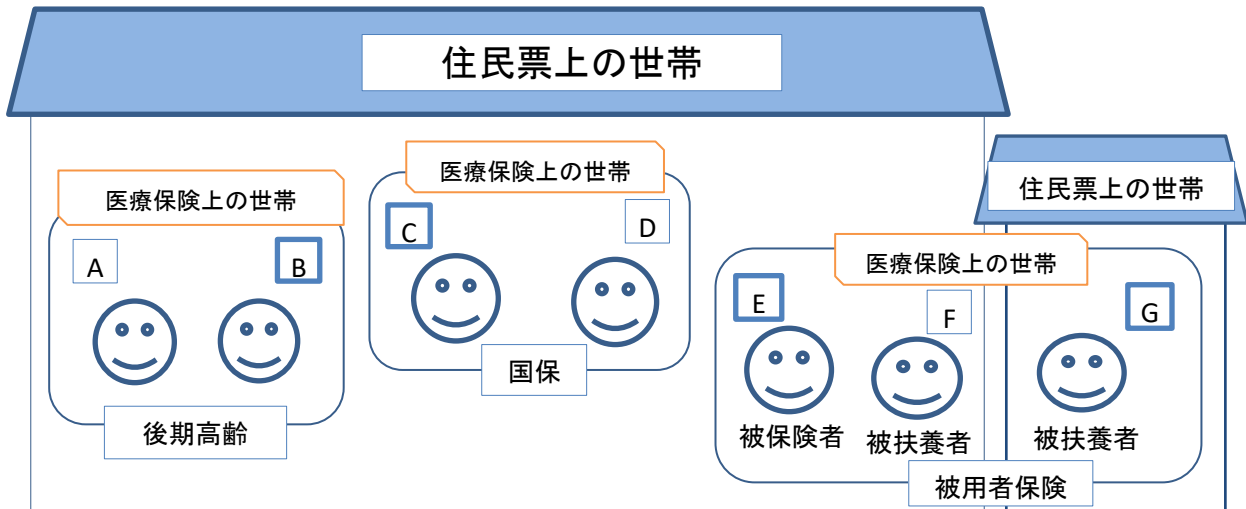 住民票上の世帯
住民票上の世帯
医療保険上の世帯
A
B
後期高齢
医療保険上の世帯
C
D
国保
医療保険上の世帯
E
F
G
被保険者
被扶養者
被扶養者
被用者保険